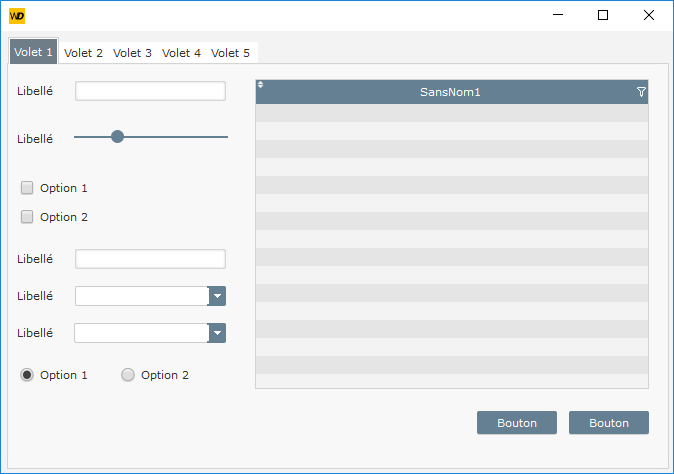 WD
Volet 1 Volet 2 Volet 3 Volet 4 Volet 5
Libellé
SansNom1
Libellé
Option 1
Option 2
Libellé
Libellé
Libellé
Option 1 Option 2
Bouton Bouton